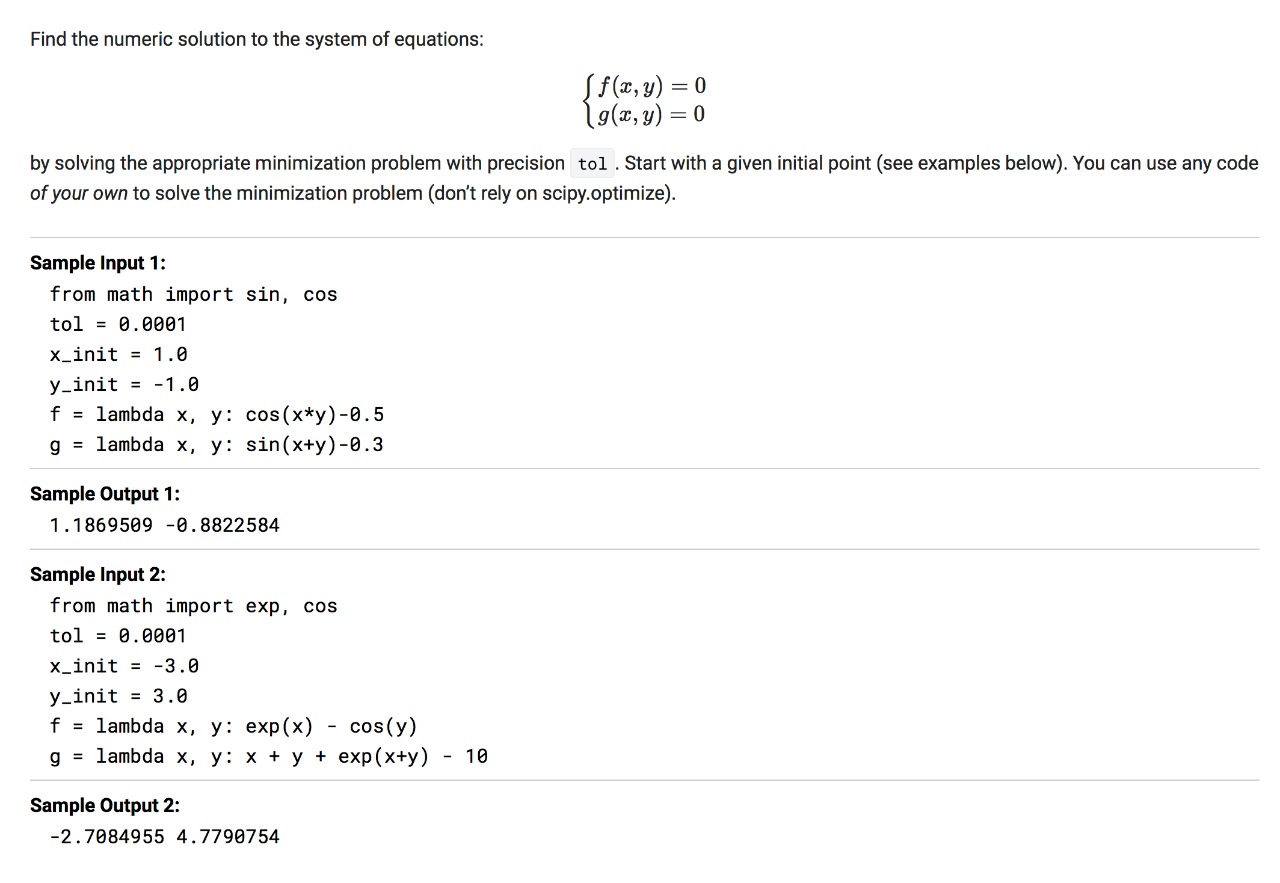 Find the numeric solution to the system of equations:
f(x, y) = 0
g(x, y) = 0
by solving the appropriate minimization problem with precision tol . Start with a given initial point (see examples below). You can use any code
of your own to solve the minimization problem (don’t rely on scipy.optimize).
Sample Input 1:
from math import sin, cos
tol = 0.0001
x_init = 1.0
y_init = -1.0
f = lambda x, y: cos(x*y)-0.5
g = lambda x, y: sin(x+y)-0.3
Sample Output 1:
1.1869509 -0.8822584
Sample Input 2:
from math import exp, cos
tol = 0.0001
x_init = -3.0
y_init = 3.0
f = lambda x, y: exp(x) - cos(y)
g = lambda x, y: x + y + exp(x+y) - 10
Sample Output 2:
-2.7084955 4.7790754